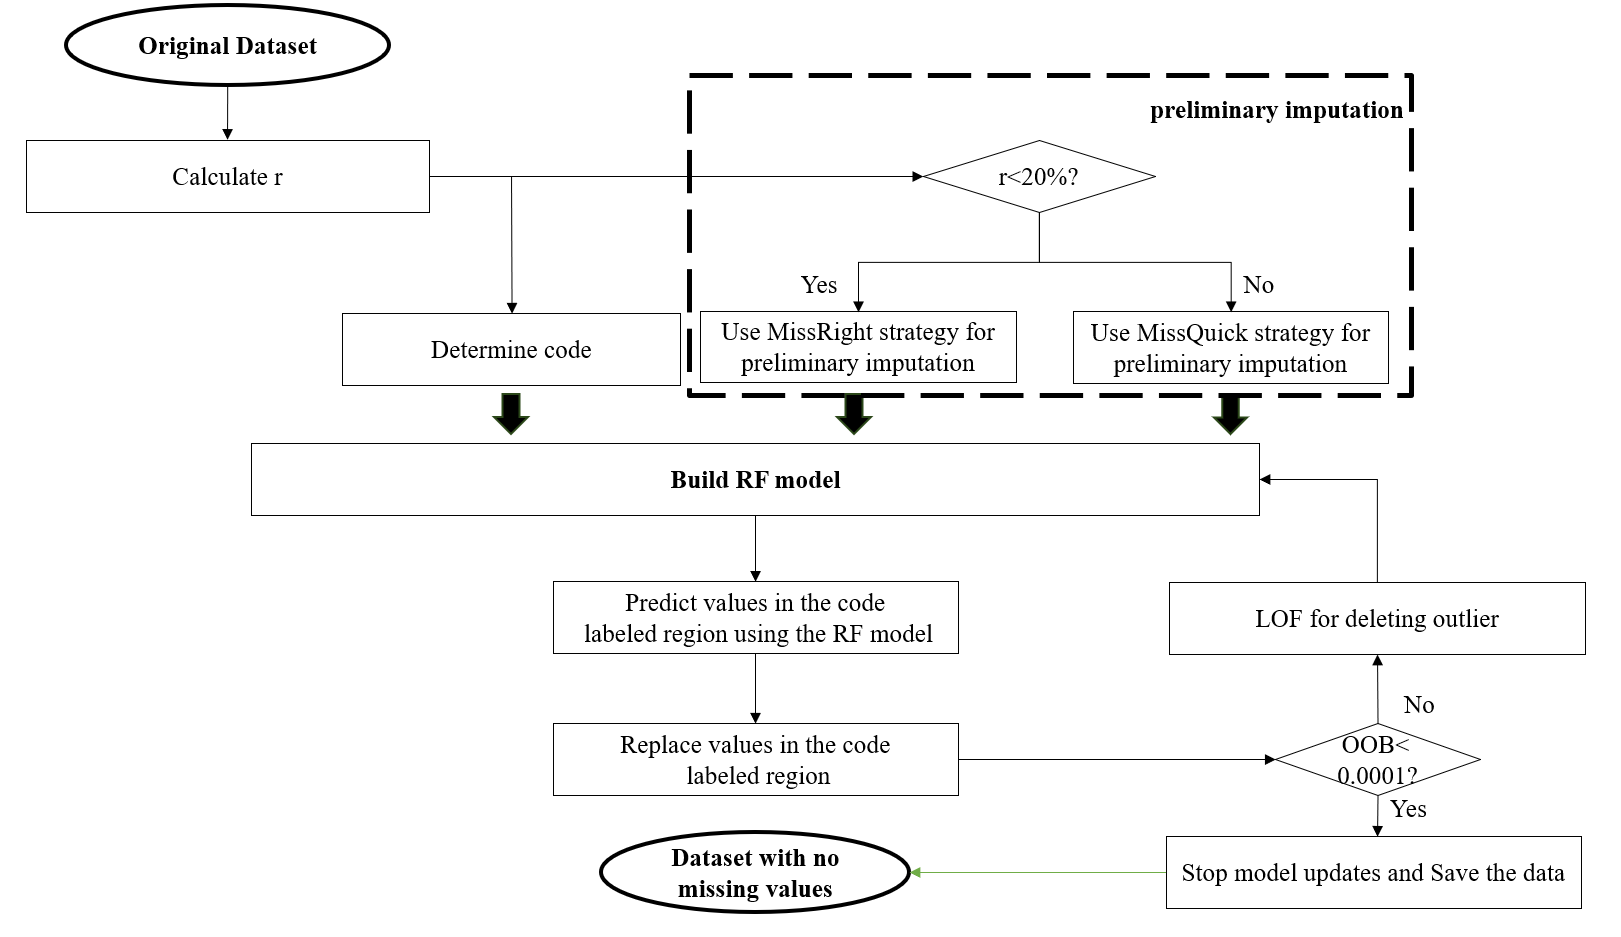 Original Dataset
preliminary imputation
Calculate r
r<20%?
Yes
No
Determine code
Use MissRight strategy for
preliminary imputation
Use MissQuick strategy for
preliminary imputation
Build RF model
Predict values in the code
labeled region using the RF model
LOF for deleting outlier
No
Replace values in the code
labeled region
OOB<
0.0001?
Yes
Dataset with no
missing values
Stop model updates and Save the data